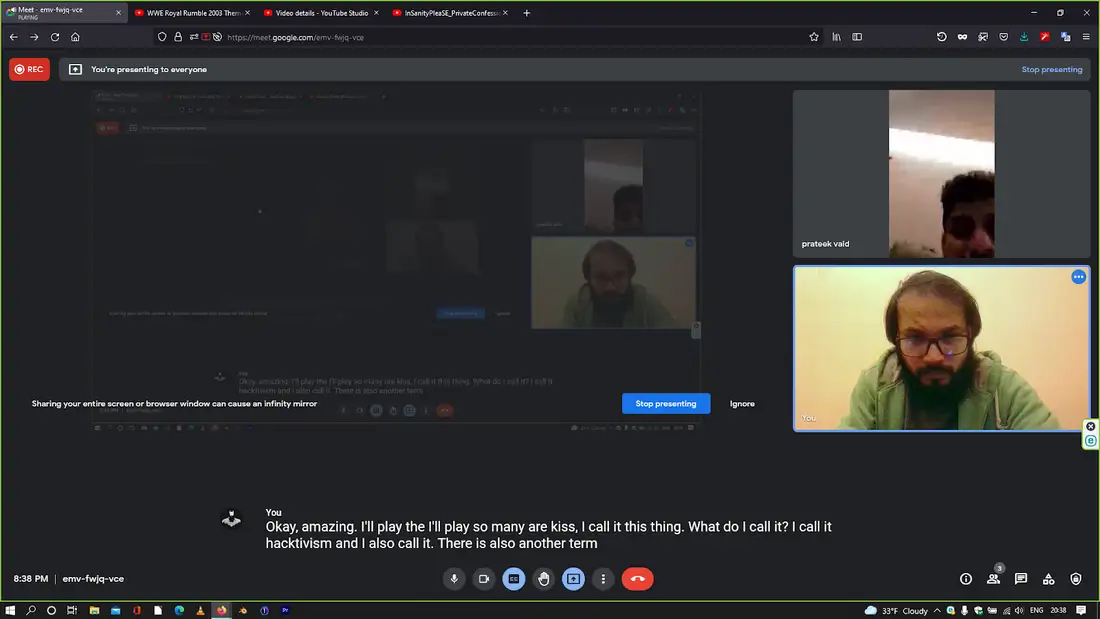 Meet - emv-fwjq-vce
PLAYING
WWE Royal Rumble 2003 Them
Video details - YouTube Studio
InSanityPleaSE_PrivateConfessio
https://meet.google.com/emv-fwjq-vce
REC
You're presenting to everyone
Stop presenting
prateek vaid
You
Sharing your entire screen or browser window can cause an infinity mirror
Stop presenting
Ignore
You
Okay, amazing. I'll play the I'll play so many are kiss, I call it this thing. What do I call it? I call it
hacktivism and I also call it. There is also another term
8:38 PM | emv-fwjq-vce
3
33°F Cloudy
ENG
20:38